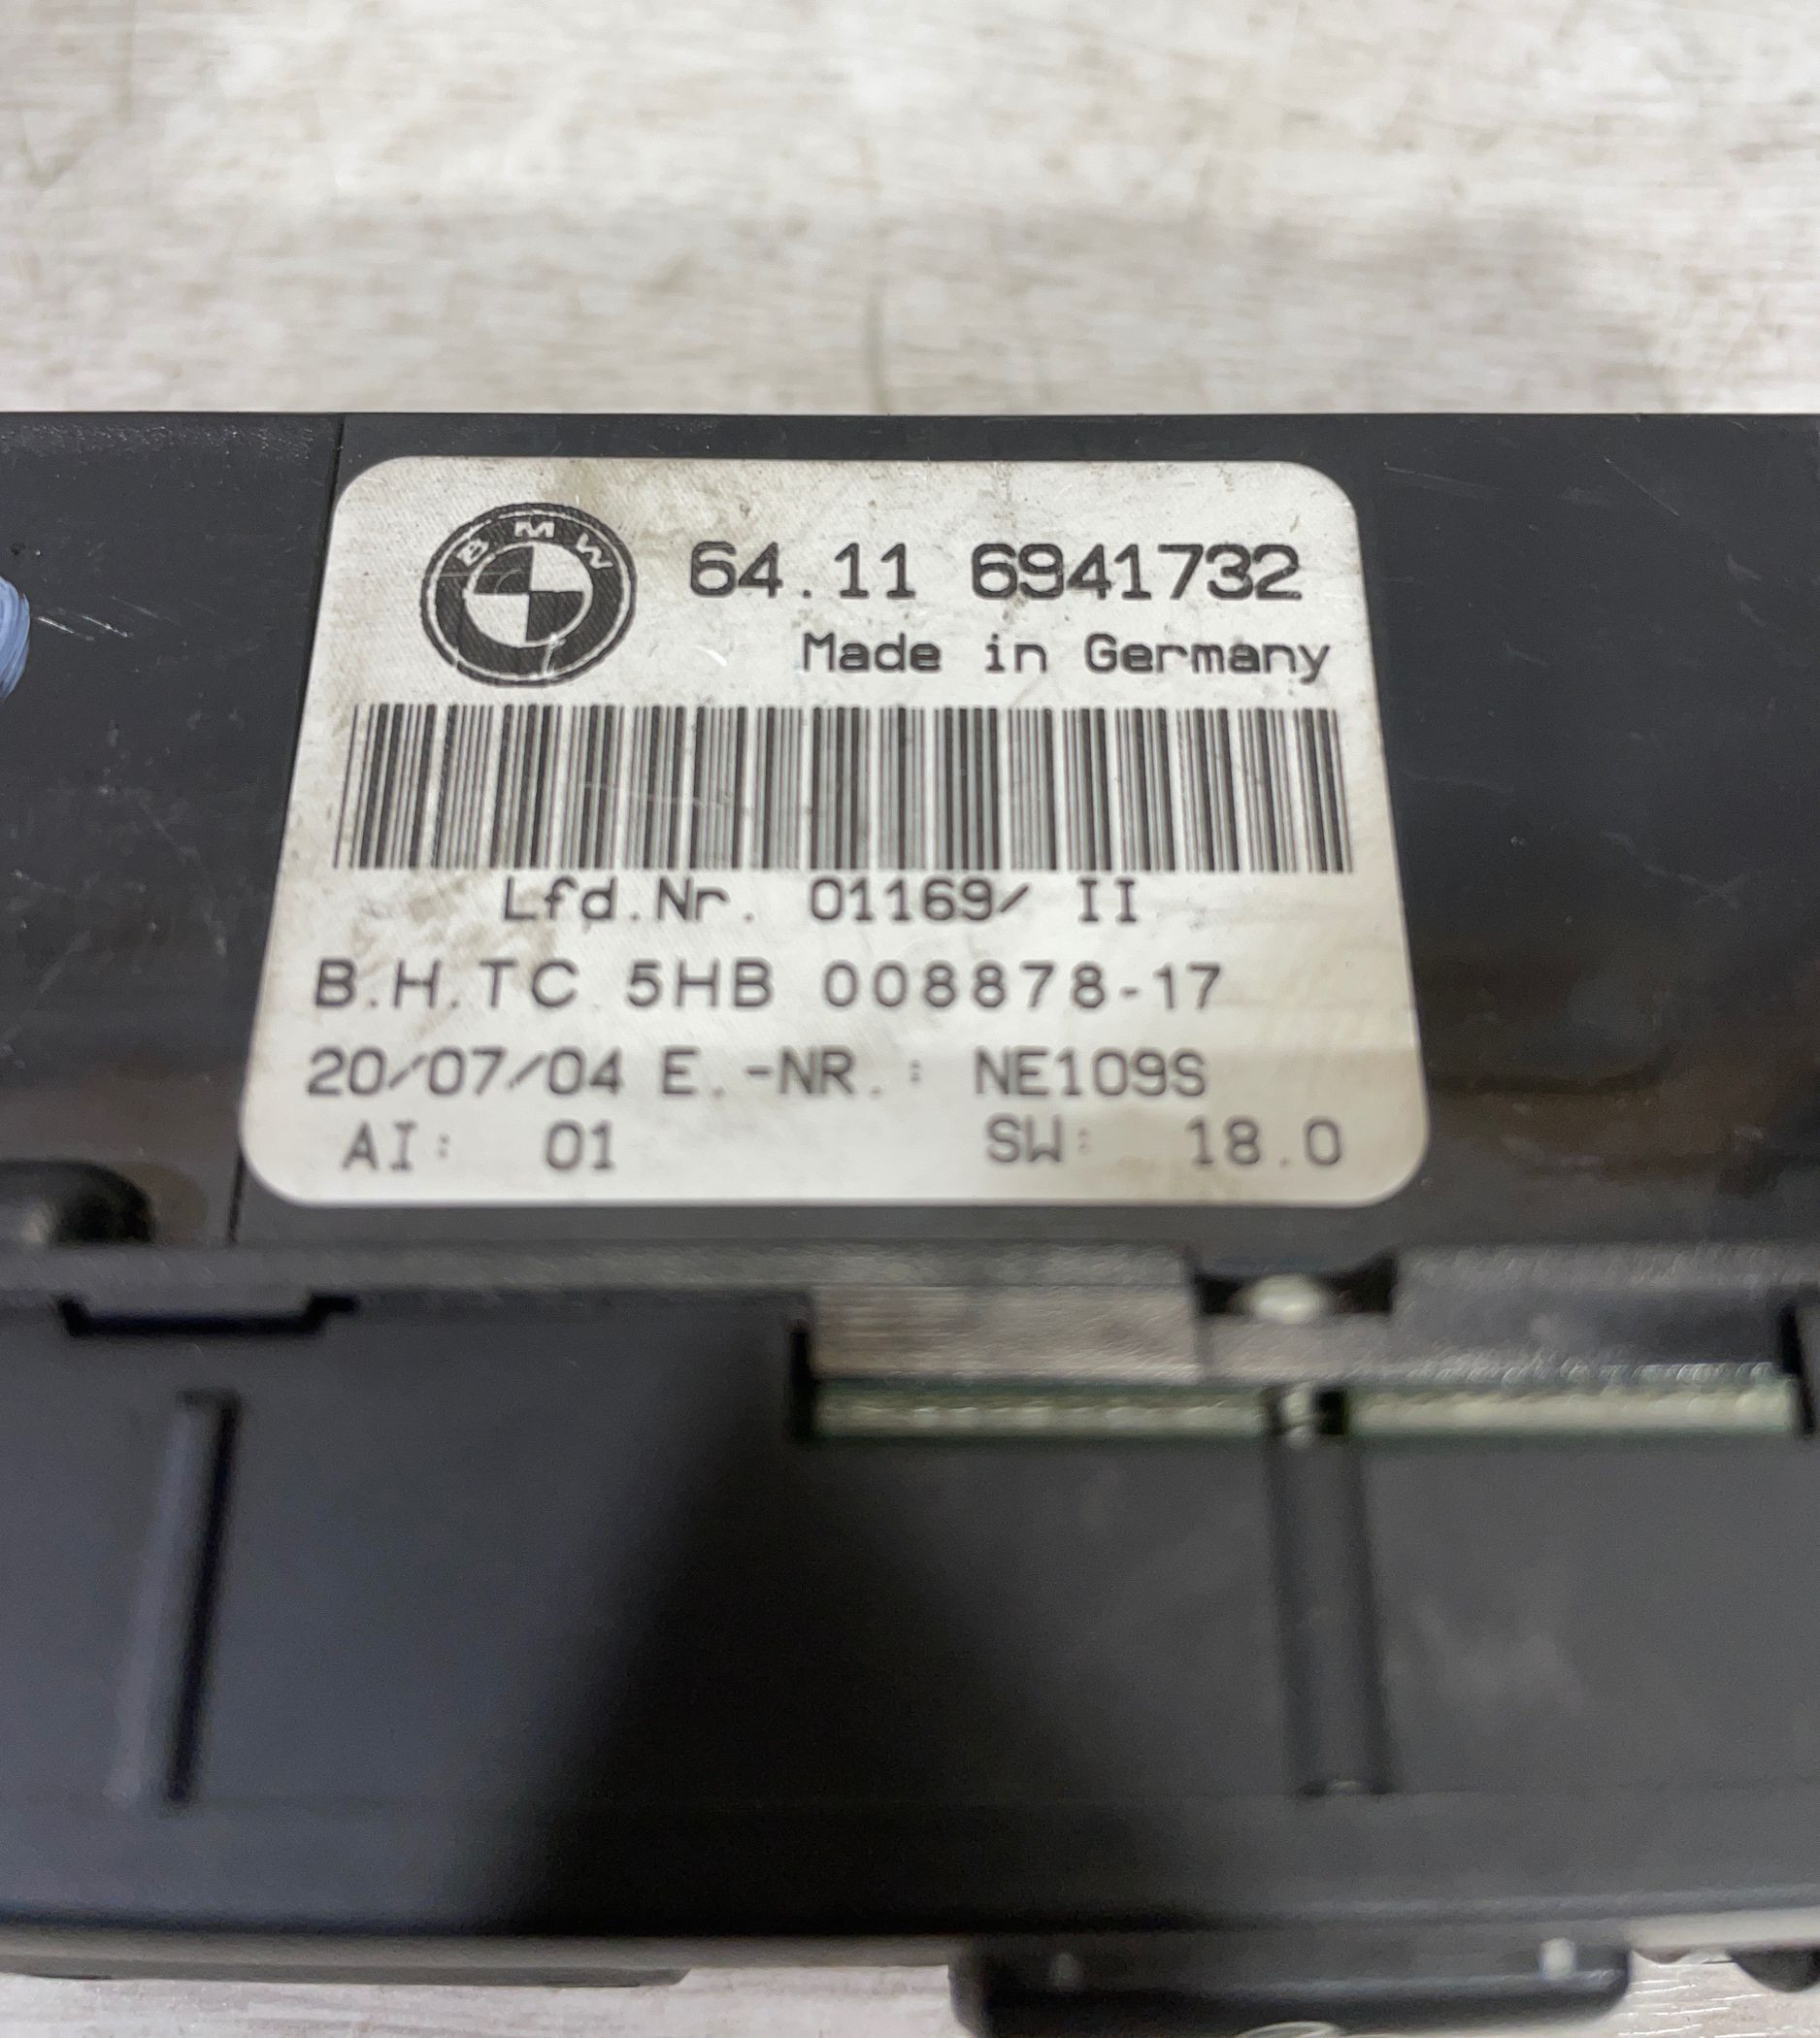 BMW
64.11 6941732
Made in Germany
Lfd.Nr. 01169/ II
B.H.TC 5HB 008878-17
20/07/04 E.-NR.: NE109S
AI: 01 SW: 18.0